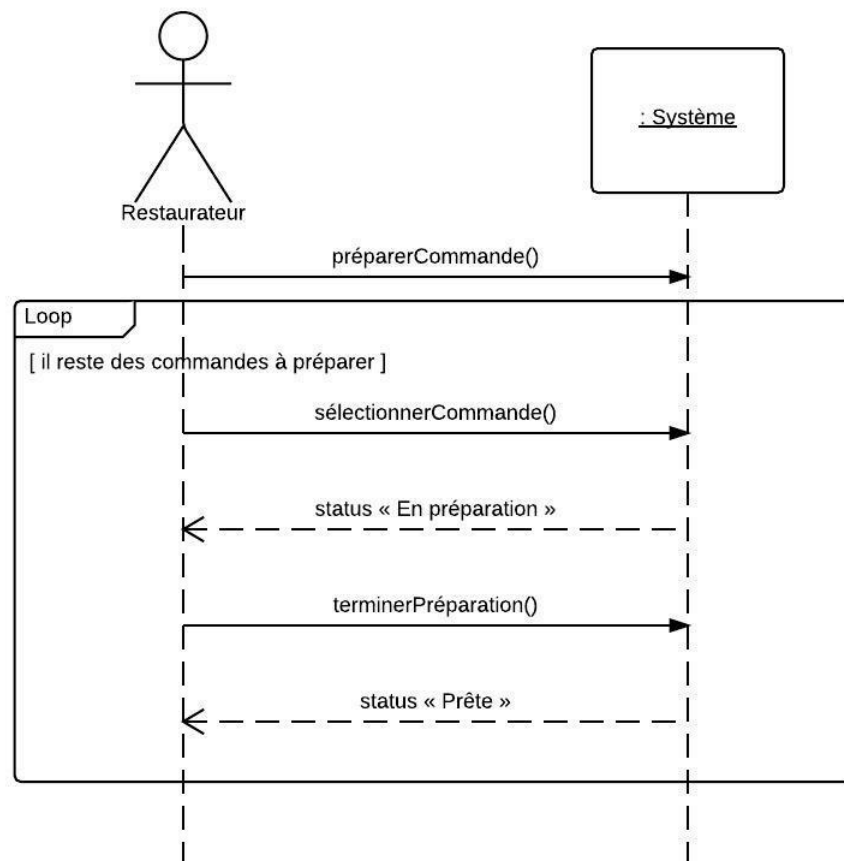 : Système
Restaurateur
préparerCommande()
Loop
[ il reste des commandes à préparer ]
sélectionnerCommande()
status « En préparation »
terminerPréparation()
status « Prête »